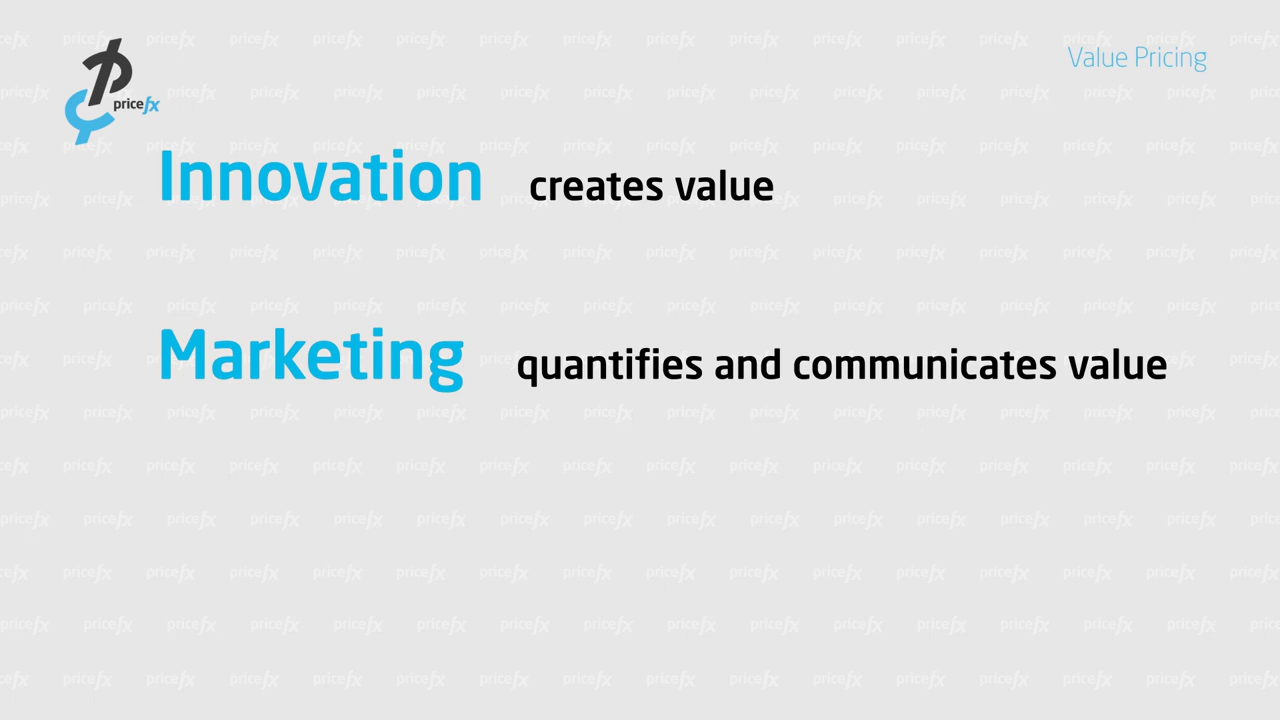 pricefx
Value Pricing
Innovation creates value
Marketing quantifies and communicates value